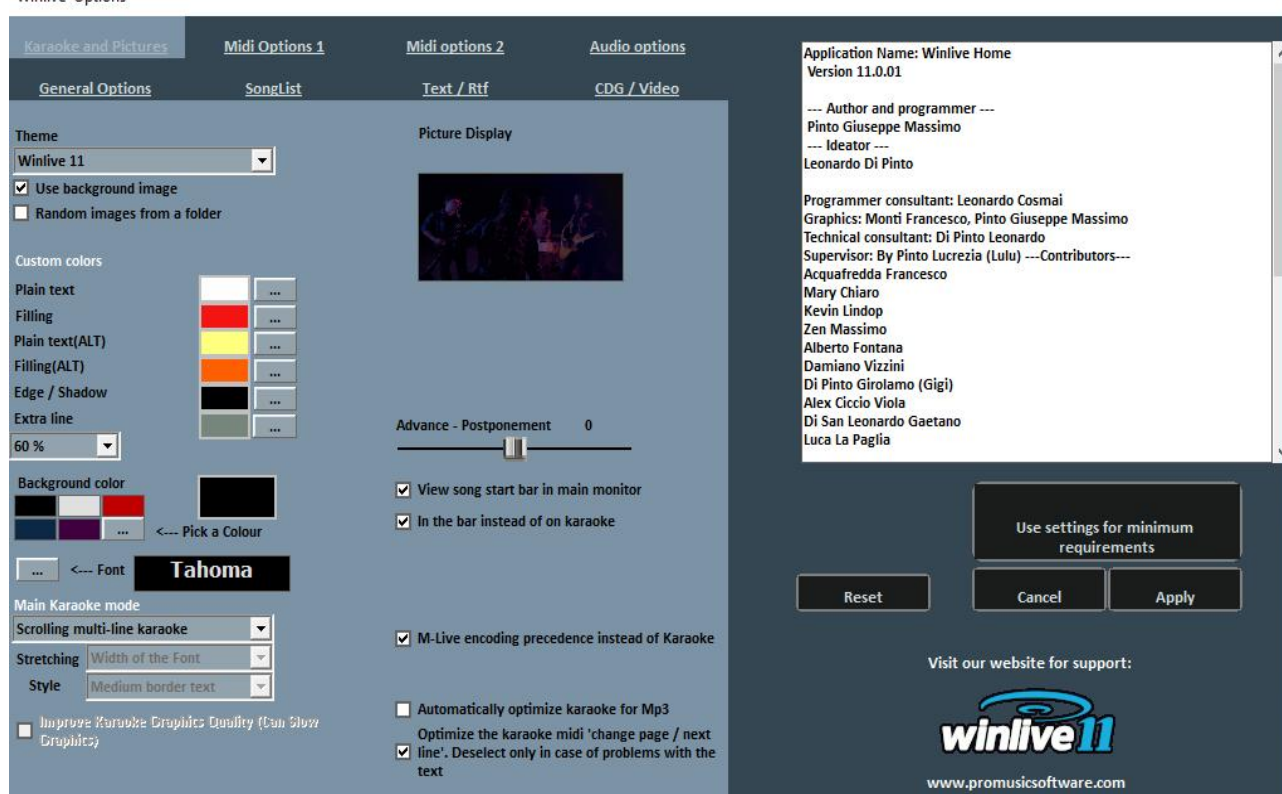 Winlive Options
Karaoke and Pictures
Midi Options 1
Midi options 2
Audio options
General Options
SongList
Text / Rtf
CDG / Video
Theme
Winlive 11
Use background image
Random images from a folder
Custom colors
Plain text
...
Filling
...
Plain text(ALT)
...
Filling(ALT)
...
Edge / Shadow
...
Extra line
...
60 %
Background color
...
<--- Pick a Colour
...
<--- Font
Tahoma
Main Karaoke mode
Scrolling multi-line karaoke
Stretching
Width of the Font
Style
Medium border text
Improve Karaoke Graphics Quality (Can Slow
Graphics)
Picture Display
Advance - Postponement 0
View song start bar in main monitor
In the bar instead of on karaoke
M-Live encoding precedence instead of Karaoke
Automatically optimize karaoke for Mp3
Optimize the karaoke midi 'change page / next
line'. Deselect only in case of problems with the
text
Application Name: Winlive Home
Version 11.0.01
--- Author and programmer ---
Pinto Giuseppe Massimo
--- Ideator ---
Leonardo Di Pinto
Programmer consultant: Leonardo Cosmai
Graphics: Monti Francesco, Pinto Giuseppe Massimo
Technical consultant: Di Pinto Leonardo
Supervisor: By Pinto Lucrezia (Lulu) ---Contributors---
Acquafredda Francesco
Mary Chiaro
Kevin Lindop
Zen Massimo
Alberto Fontana
Damiano Vizzini
Di Pinto Girolamo (Gigi)
Alex Ciccio Viola
Di San Leonardo Gaetano
Luca La Paglia
Use settings for minimum
requirements
Reset
Cancel
Apply
Visit our website for support:
winlive 11
www.promusicsoftware.com